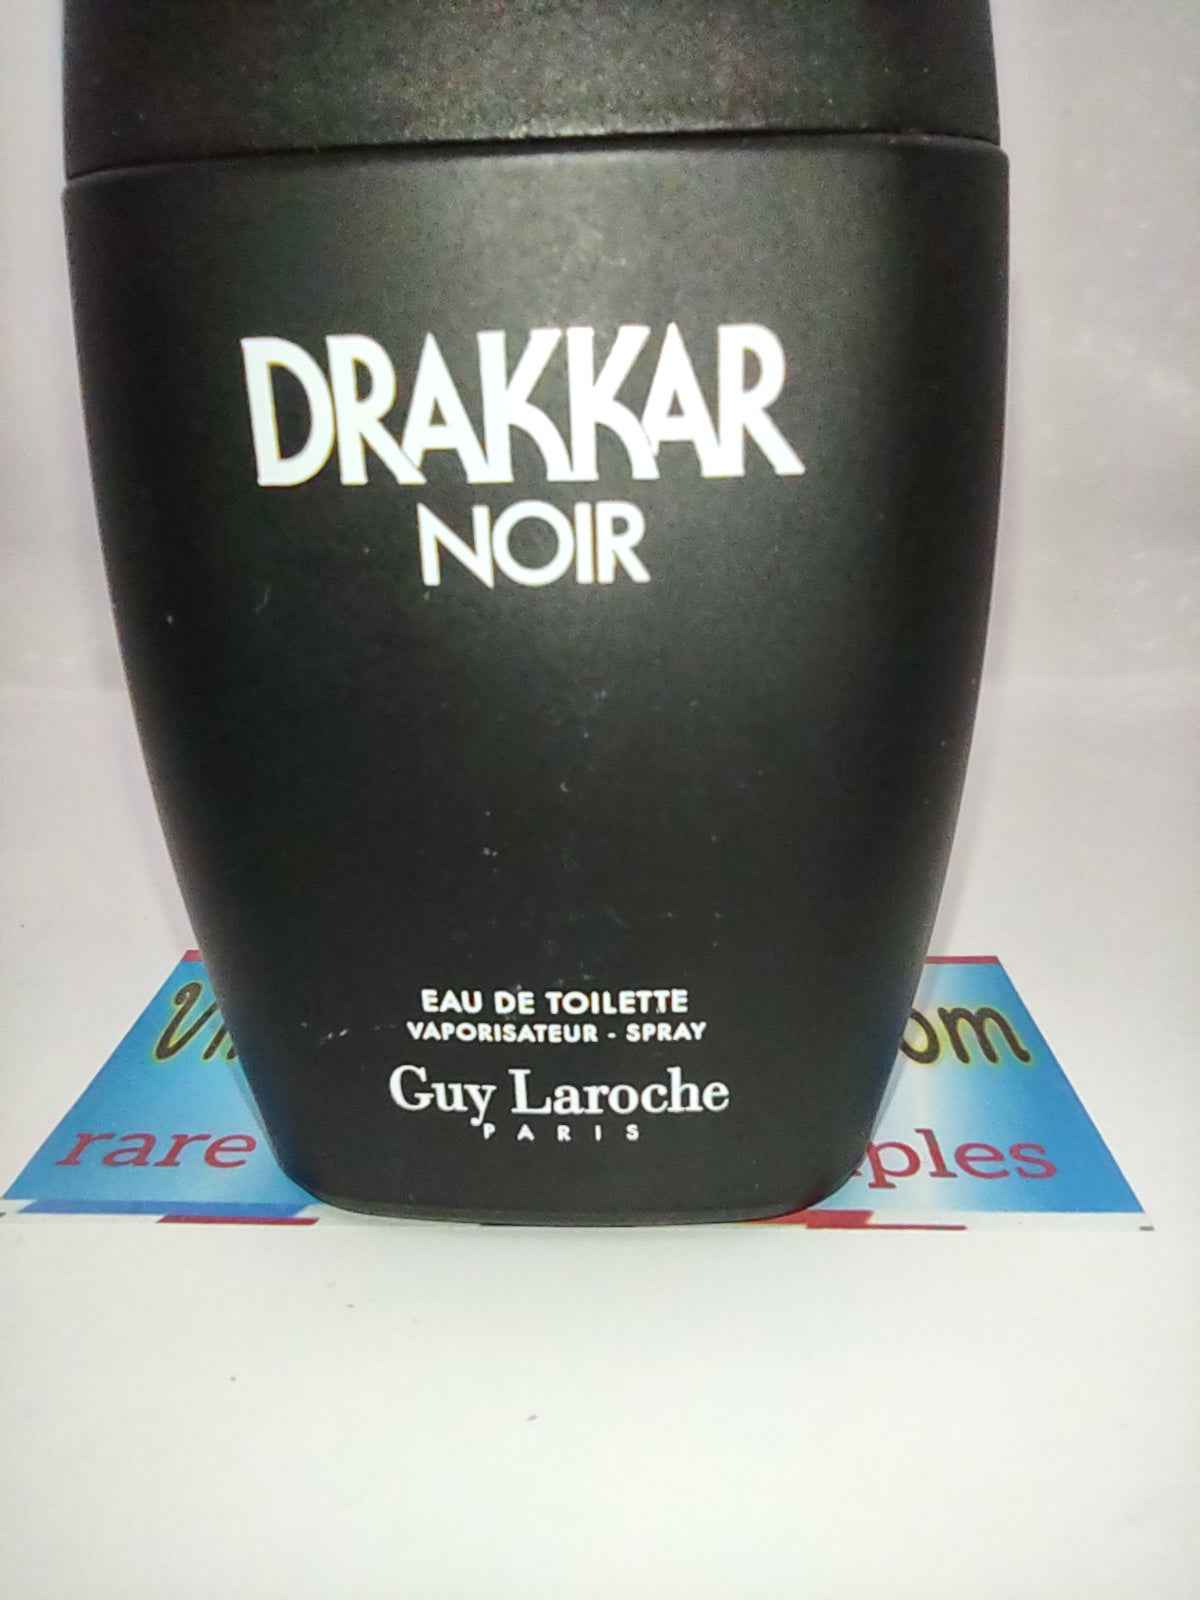 DRAKKAR
NOIR
EAU DE TOILETTE
VAPORISATEUR - SPRAY
Guy Laroche
PARIS
rare